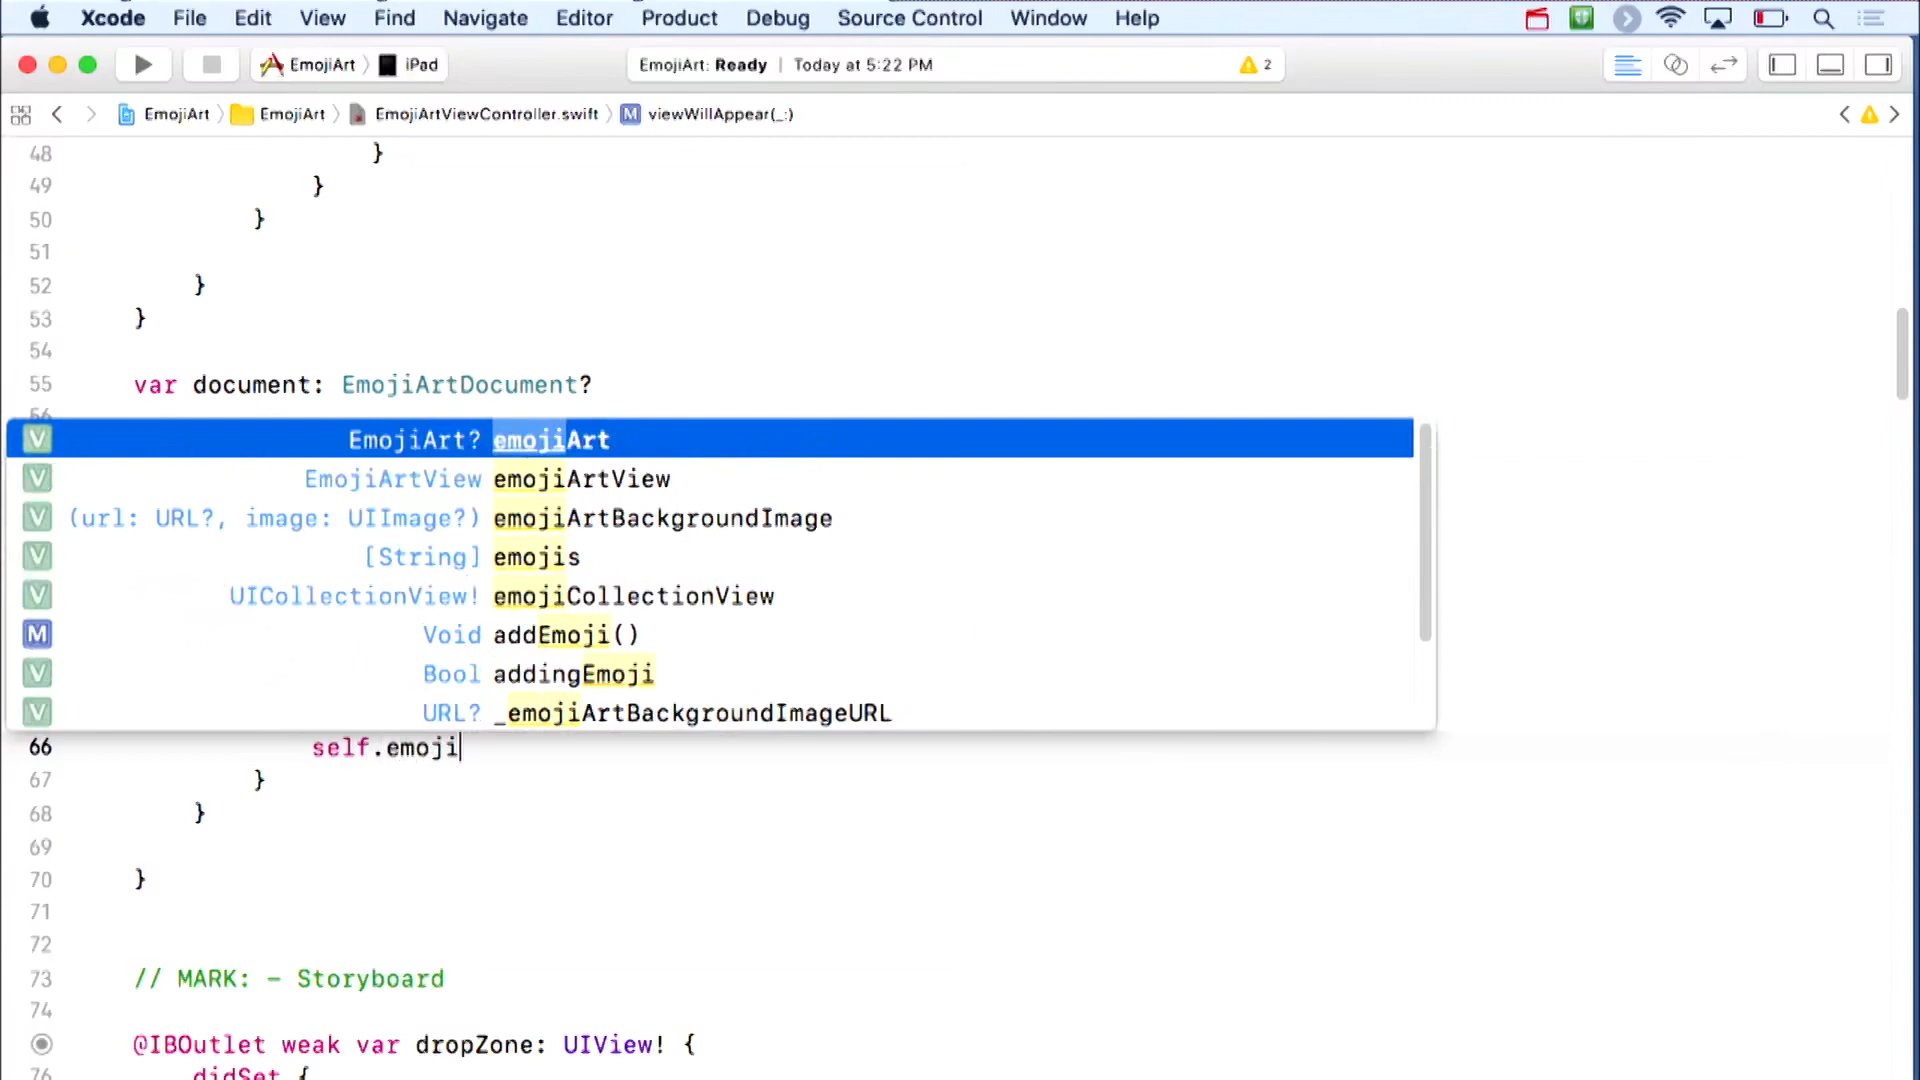 Xcode File Edit View Find Navigate Editor Product Debug Source Control Window Help
EmojiArt iPad EmojiArt: Ready | Today at 5:22 PM 2
EmojiArt EmojiArt EmojiArtViewController.swift M viewWillAppear(_:)
48 }
49 }
50 }
51
52 }
53 }
54
55 var document: EmojiArtDocument?
56
V EmojiArt? emojiArt
V EmojiArtView emojiArtView
V (url: URL?, image: UIImage?) emojiArtBackgroundImage
V [String] emojis
V UICollectionView! emojiCollectionView
M Void addEmoji()
V Bool addingEmoji
V URL? _emojiArtBackgroundImageURL
66 self.emoji
67 }
68 }
69
70 }
71
72
73 // MARK: - Storyboard
74
@IBOutlet weak var dropZone: UIView! {
76 didSet {